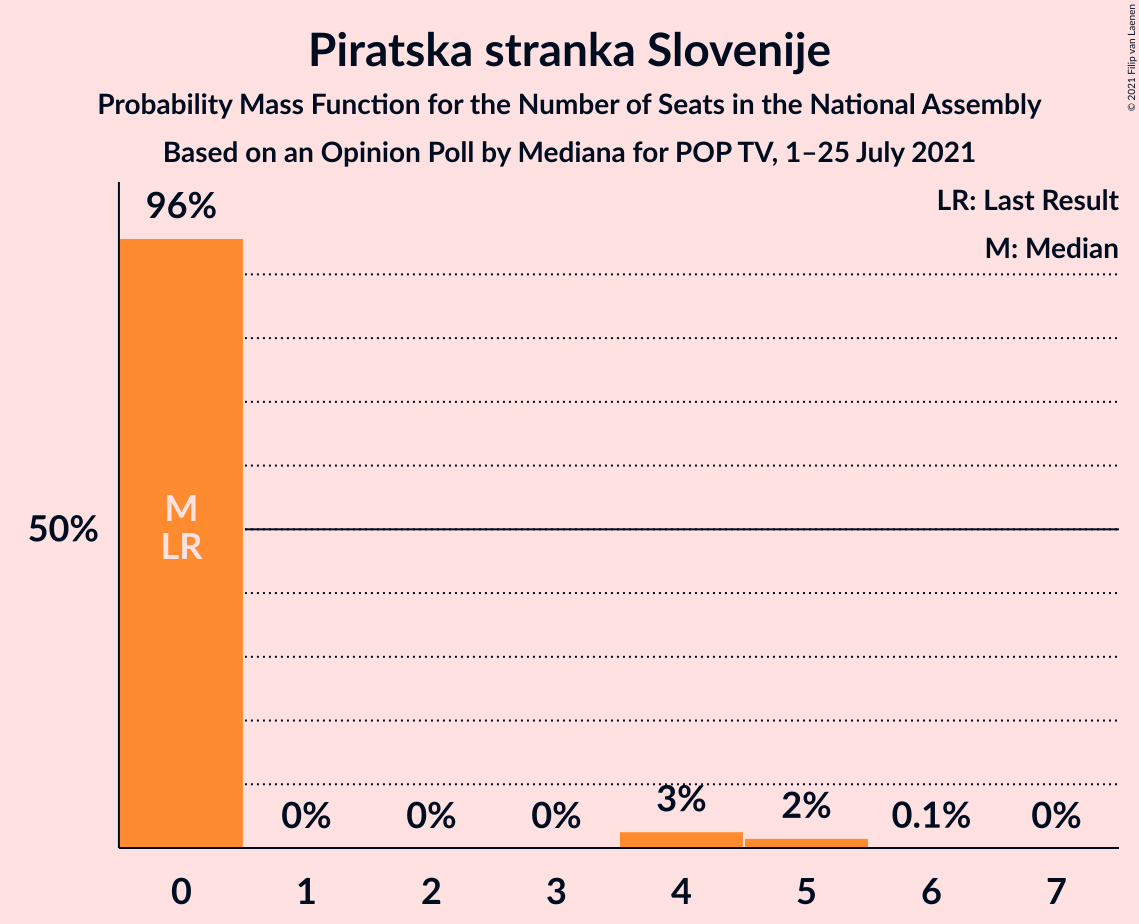 Piratska stranka Slovenije
Probability Mass Function for the Number of Seats in the National Assembly
Based on an Opinion Poll by Mediana for POP TV, 1–25 July 2021
© 2021 Filip van Laenen
LR: Last Result
M: Median
96%
50%
M
LR
0%
0%
0%
3%
2%
0.1%
0%
0
1
2
3
4
5
6
7